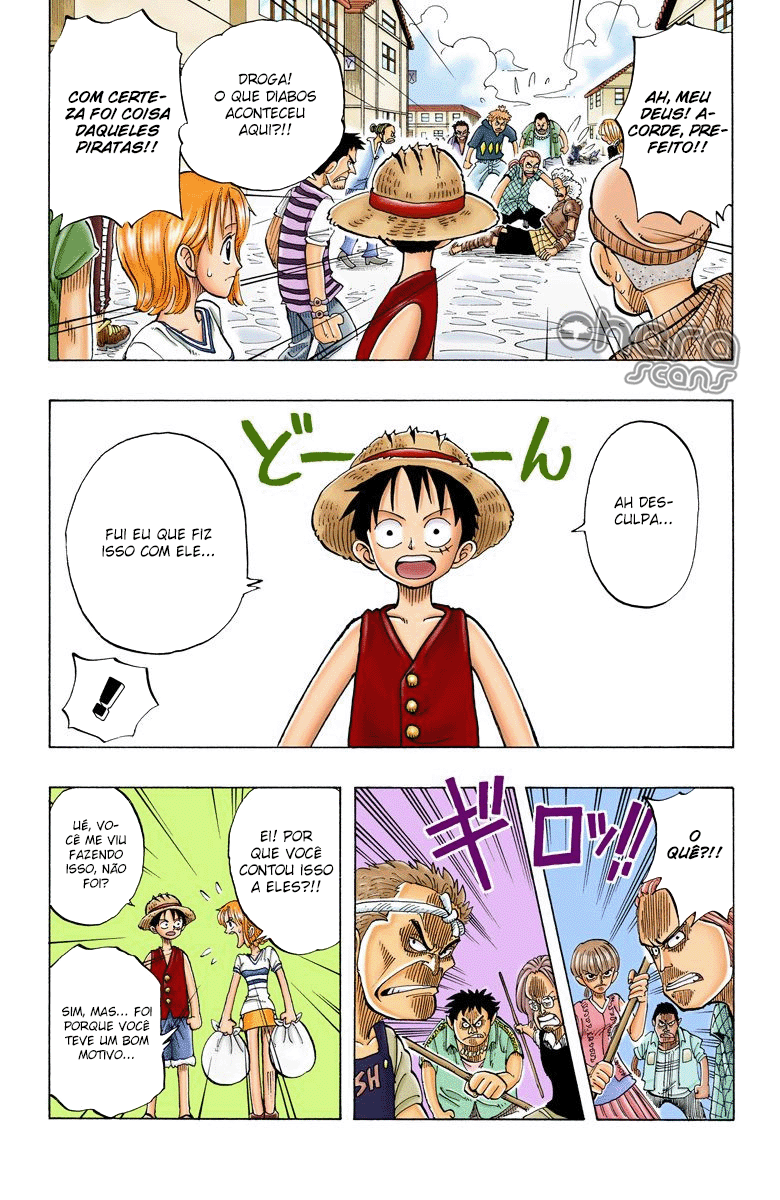 AH, MEU
DEUS! A-
CORDE, PRE-
FEITO!!
DROGA!
O QUE DIABOS
ACONTECEU
AQUI?!!
COM CERTE-
ZA FOI COISA
DAQUELES
PIRATAS!!
Ohara
scans
AH DES-
CULPA...
どーーん
FUI EU QUE FIZ
ISSO COM ELE...
!
O
QUÊ?!!
ギロッ!!
SH
EI! POR
QUE VOCÊ
CONTOU ISSO
A ELES?!!
UÉ, VO-
CÊ ME VIU
FAZENDO
ISSO, NÃO
FOI?
SIM, MAS... FOI
PORQUE VOCÊ
TEVE UM BOM
MOTIVO...